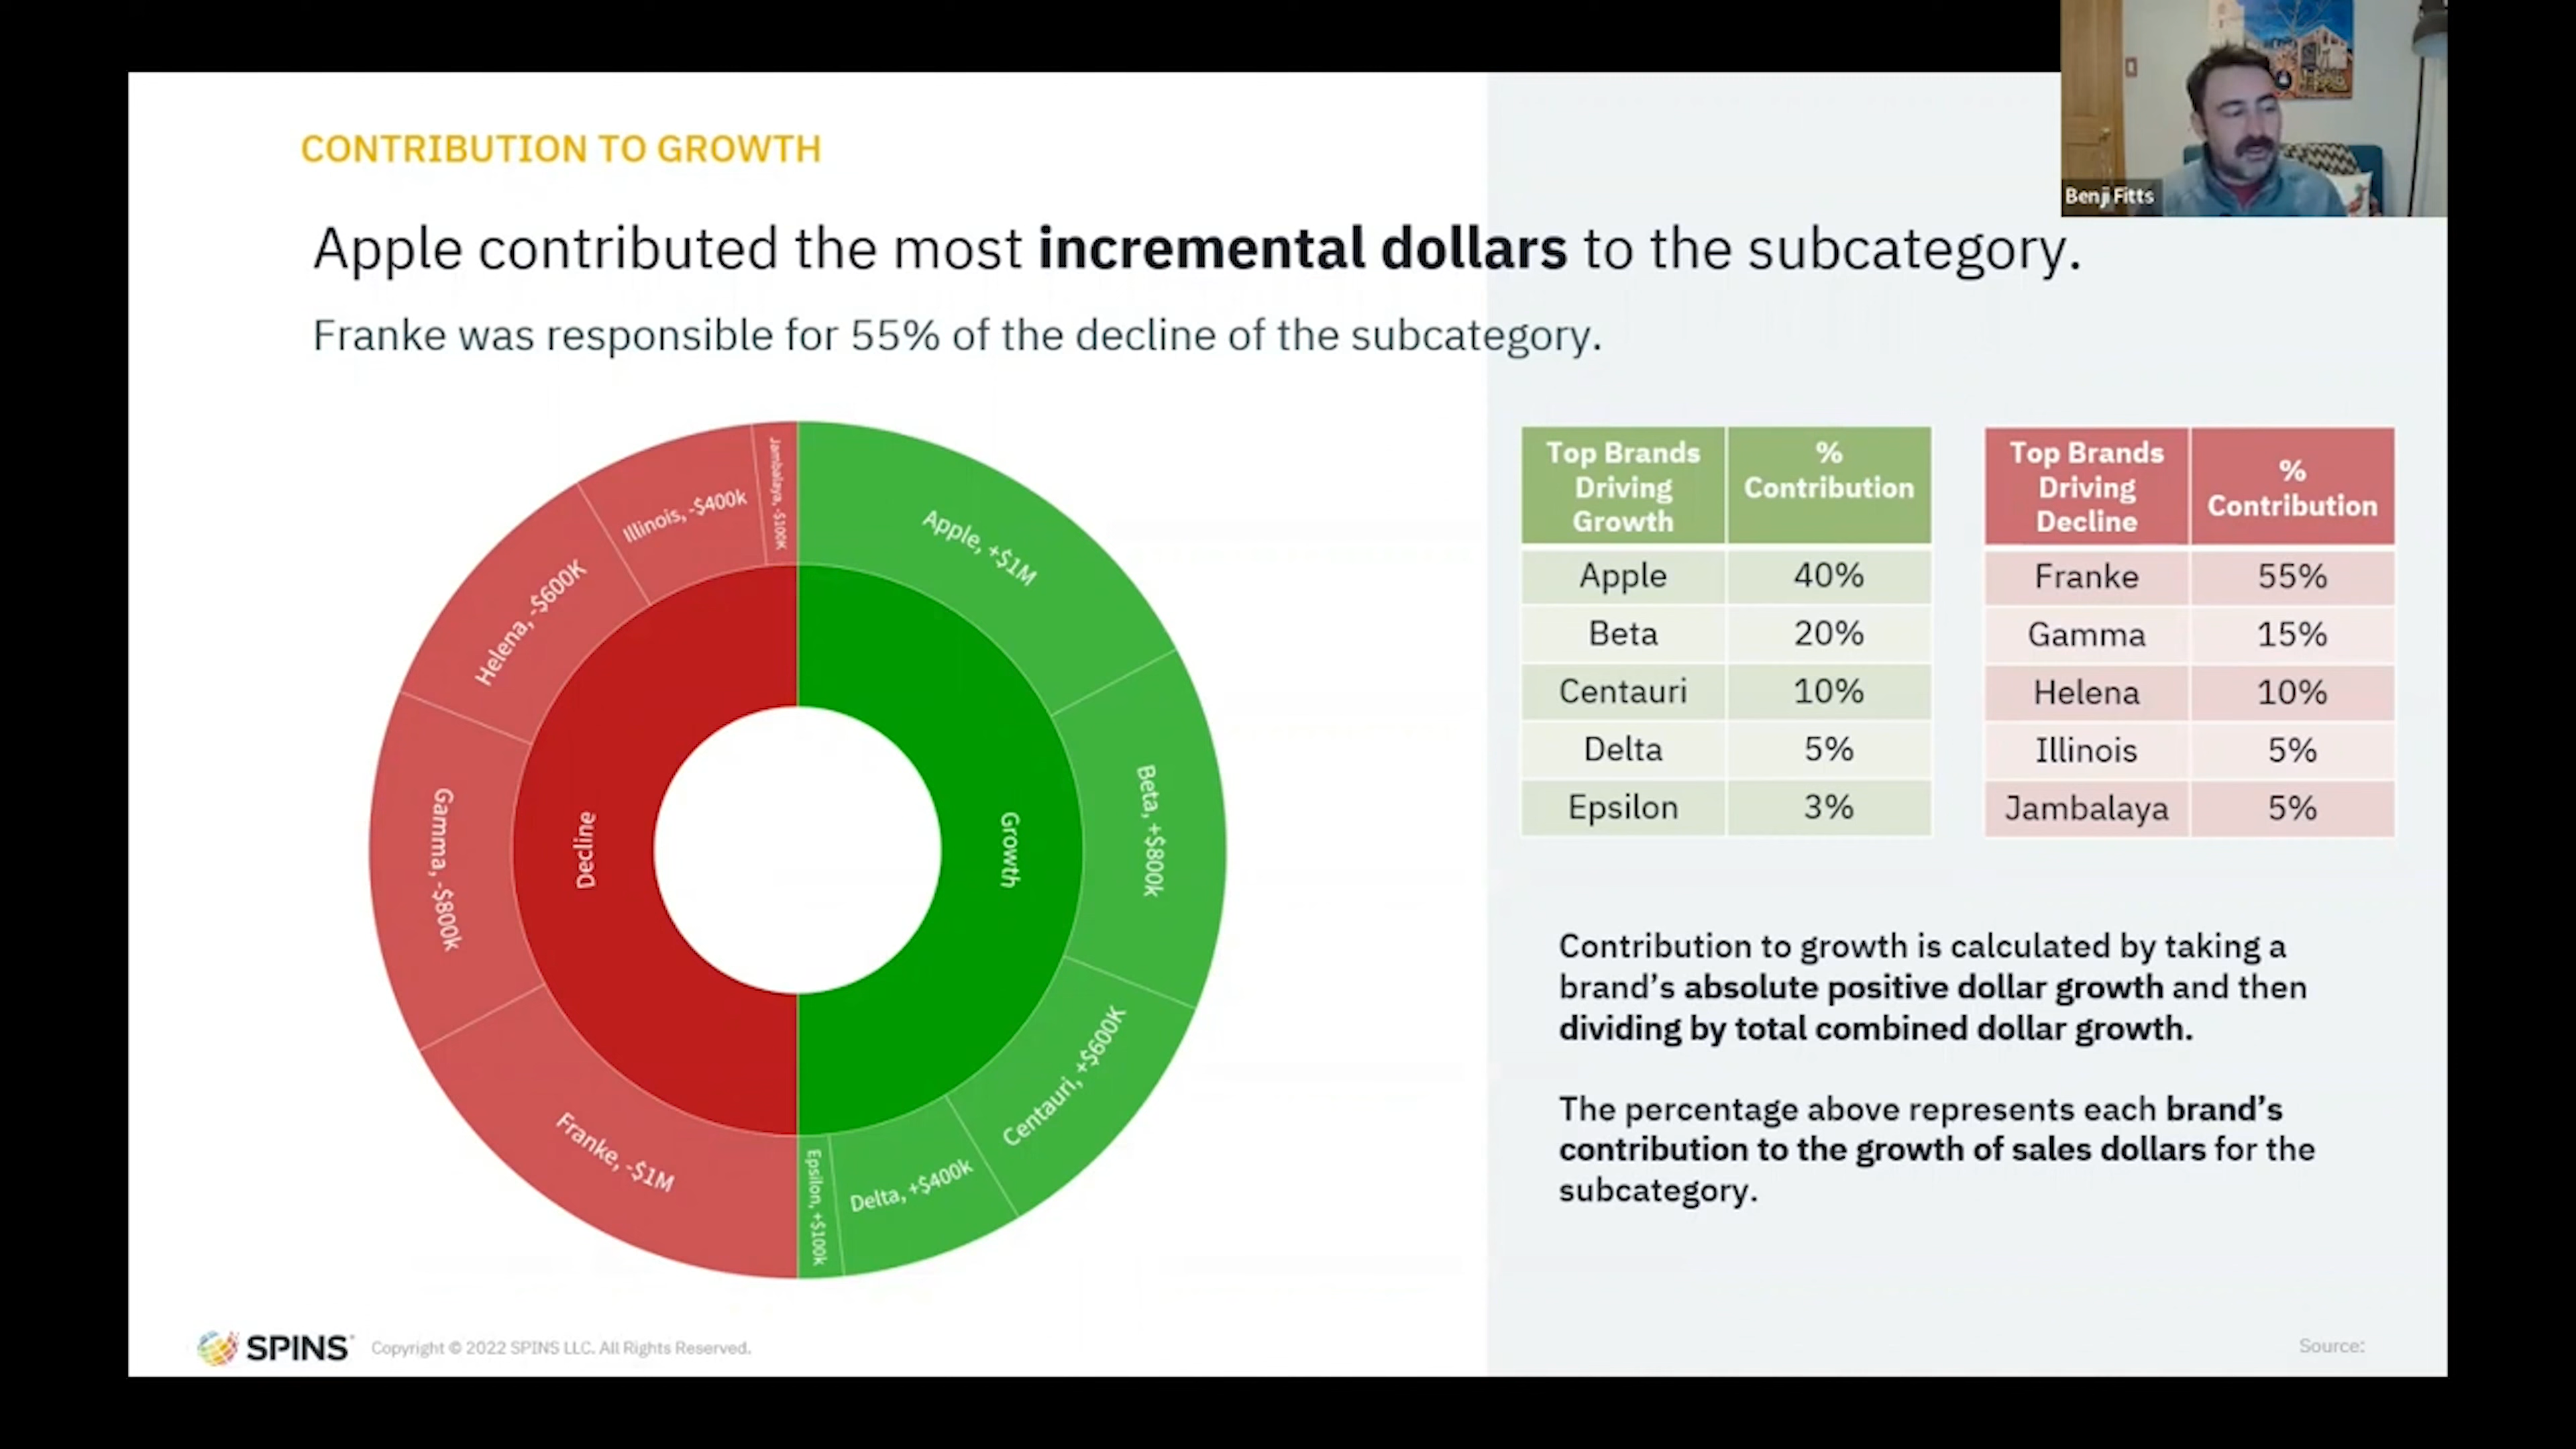 Benji Fitts
CONTRIBUTION TO GROWTH
Apple contributed the most incremental dollars to the subcategory.
Franke was responsible for 55% of the decline of the subcategory.
Jambalaya, -$100K
Illinois, -$400k
Helena, -$600K
Gamma, -$800k
Franke, -$1M
Decline
Growth
Apple, +$1M
Beta, +$800k
Centauri, +$600K
Delta, +$400k
Epsilon, +$100k
Top Brands Driving Growth % Contribution
Apple 40%
Beta 20%
Centauri 10%
Delta 5%
Epsilon 3%
Top Brands Driving Decline % Contribution
Franke 55%
Gamma 15%
Helena 10%
Illinois 5%
Jambalaya 5%
Contribution to growth is calculated by taking a
brand’s absolute positive dollar growth and then
dividing by total combined dollar growth.
The percentage above represents each brand’s
contribution to the growth of sales dollars for the
subcategory.
SPINS
Copyright © 2022 SPINS LLC. All Rights Reserved.
Source: